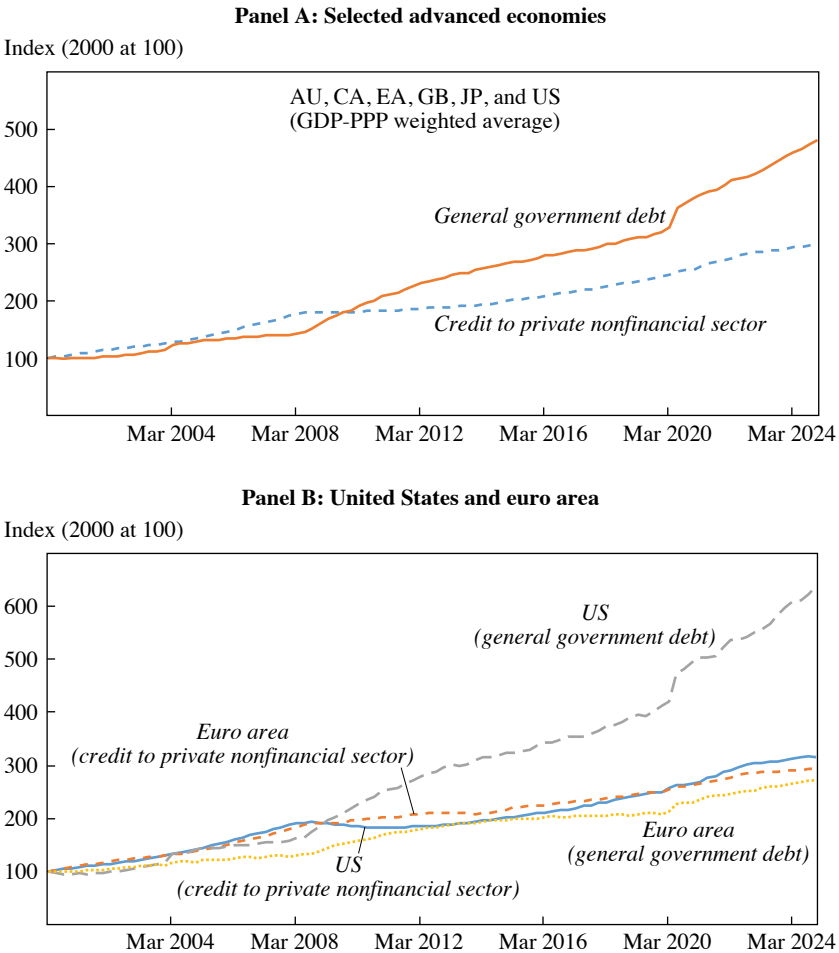 Panel A: Selected advanced economies
Index (2000 at 100)
AU, CA, EA, GB, JP, and US
(GDP-PPP weighted average)
500
400
General government debt
300
200
Credit to private nonfinancial sector
100
Mar 2004 Mar 2008 Mar 2012 Mar 2016 Mar 2020 Mar 2024
Panel B: United States and euro area
Index (2000 at 100)
600
US
(general government debt)
500
400
Euro area
(credit to private nonfinancial sector)
300
200
Euro area
(general government debt)
US
(credit to private nonfinancial sector)
100
Mar 2004 Mar 2008 Mar 2012 Mar 2016 Mar 2020 Mar 2024